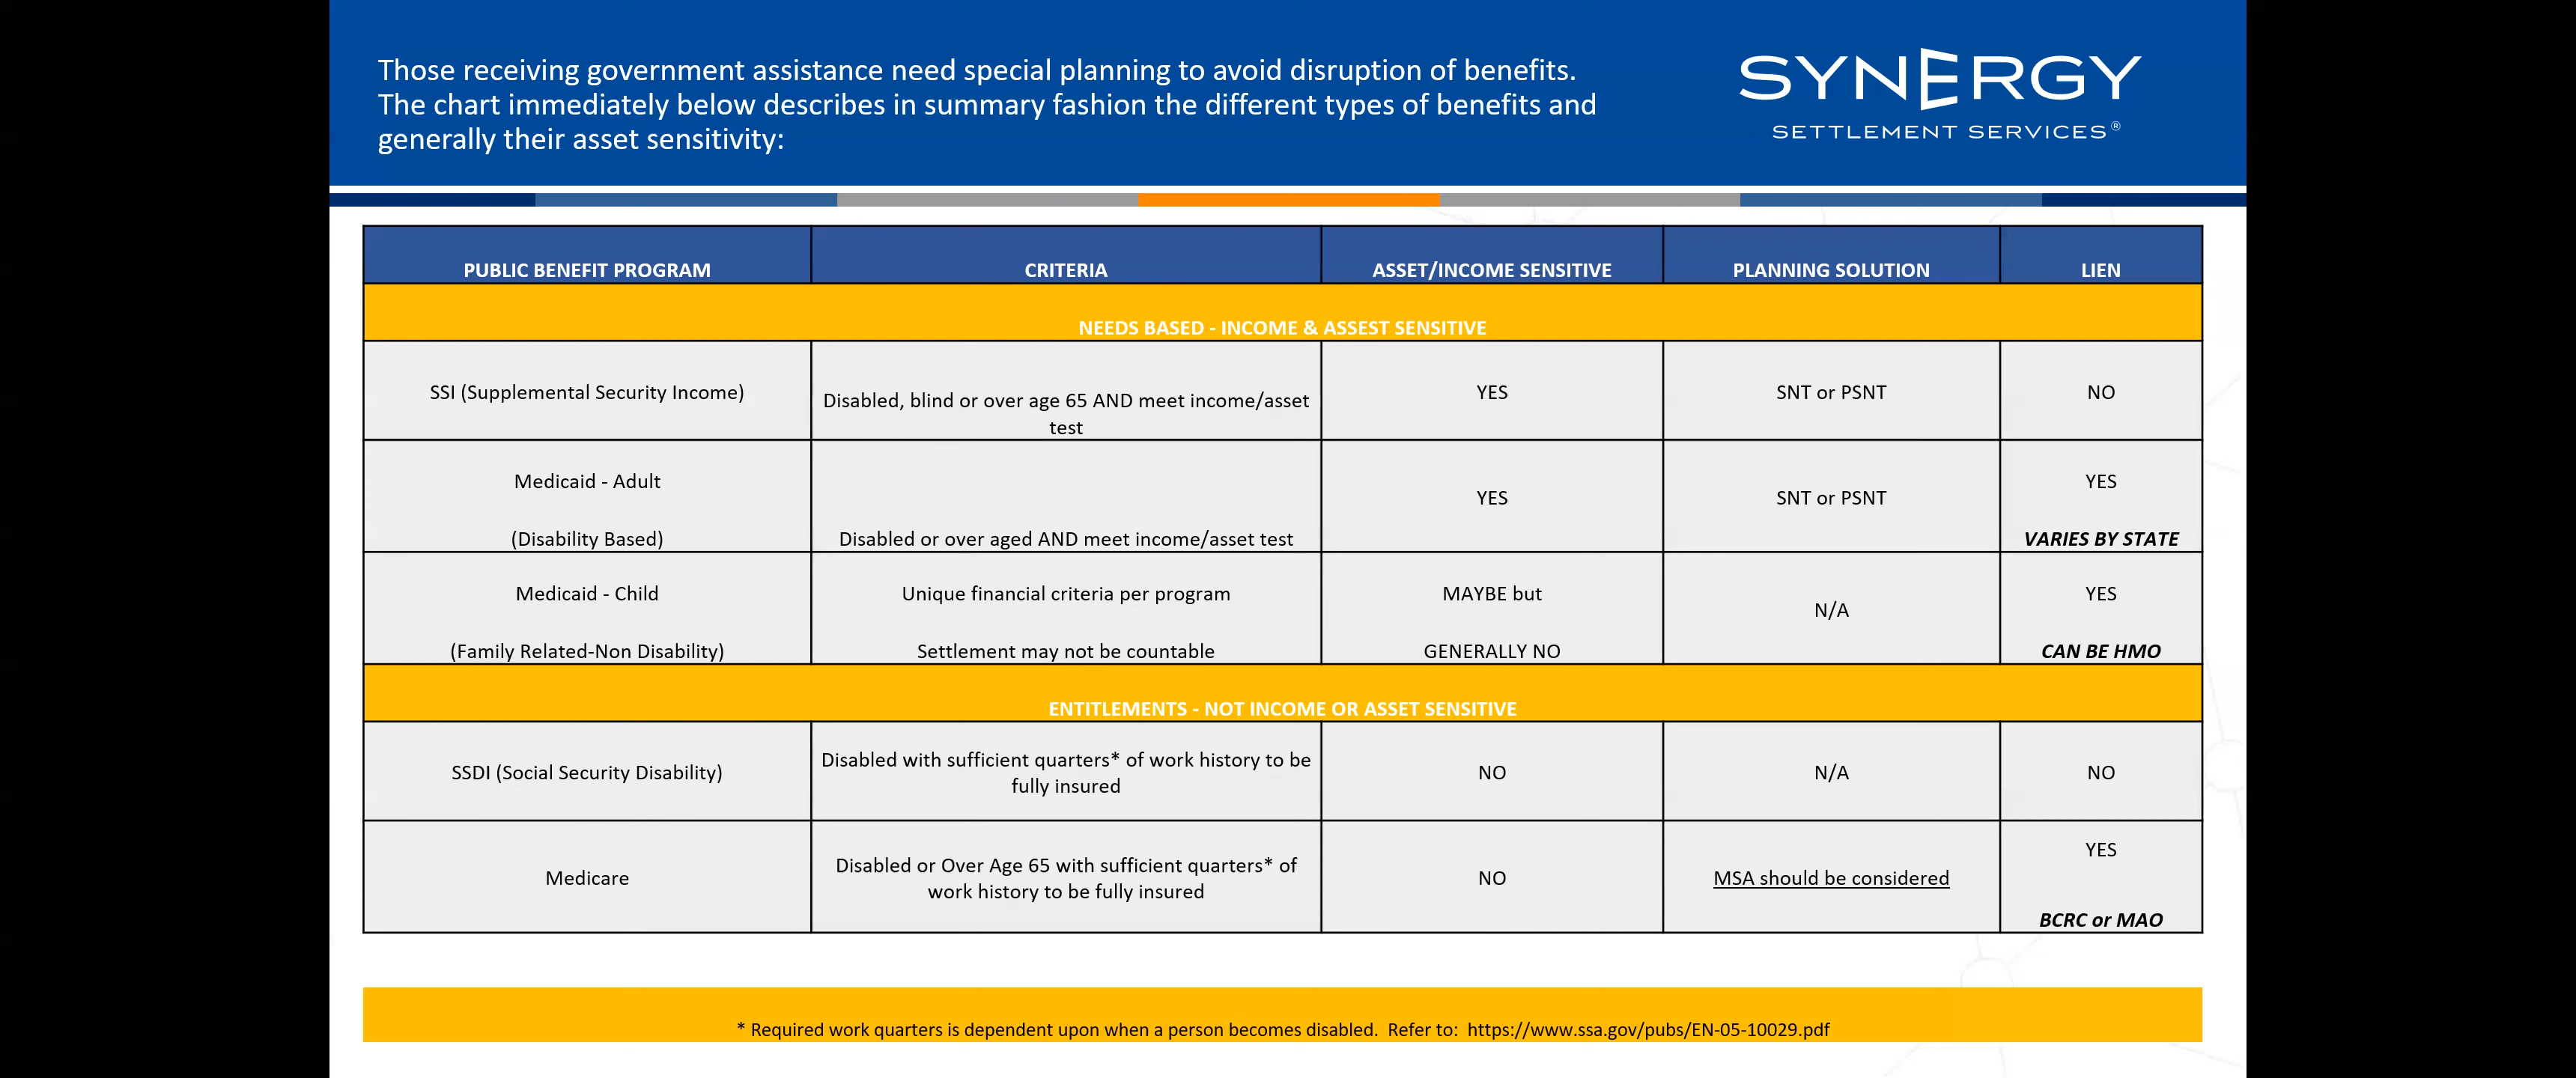 Those receiving government assistance need special planning to avoid disruption of benefits.
The chart immediately below describes in summary fashion the different types of benefits and
generally their asset sensitivity:
SYNERGY
SETTLEMENT SERVICES®
PUBLIC BENEFIT PROGRAM
CRITERIA
ASSET/INCOME SENSITIVE
PLANNING SOLUTION
LIEN
NEEDS BASED - INCOME & ASSEST SENSITIVE
SSI (Supplemental Security Income)
Disabled, blind or over age 65 AND meet income/asset
test
YES
SNT or PSNT
NO
Medicaid - Adult
(Disability Based)
Disabled or over aged AND meet income/asset test
YES
SNT or PSNT
YES
VARIES BY STATE
Medicaid - Child
(Family Related-Non Disability)
Unique financial criteria per program
Settlement may not be countable
MAYBE but
GENERALLY NO
N/A
YES
CAN BE HMO
ENTITLEMENTS - NOT INCOME OR ASSET SENSITIVE
SSDI (Social Security Disability)
Disabled with sufficient quarters* of work history to be
fully insured
NO
N/A
NO
Medicare
Disabled or Over Age 65 with sufficient quarters* of
work history to be fully insured
NO
MSA should be considered
YES
BCRC or MAO
* Required work quarters is dependent upon when a person becomes disabled. Refer to: https://www.ssa.gov/pubs/EN-05-10029.pdf